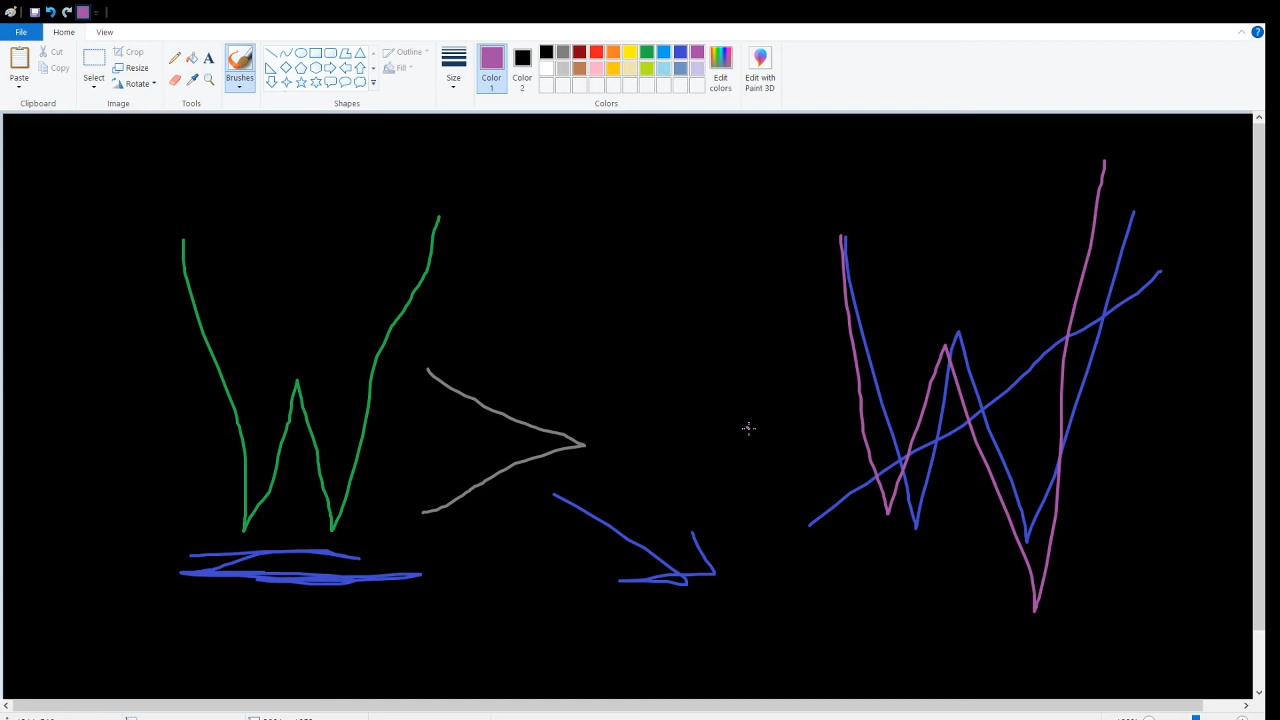 File Home View
Paste
Cut
Copy
Clipboard
Select
Crop
Resize
Rotate
Image
A
Tools
Brushes
Shapes
Outline
Fill
Size
Color 1
Color 2
Edit colors
Colors
Edit with Paint 3D
W > W